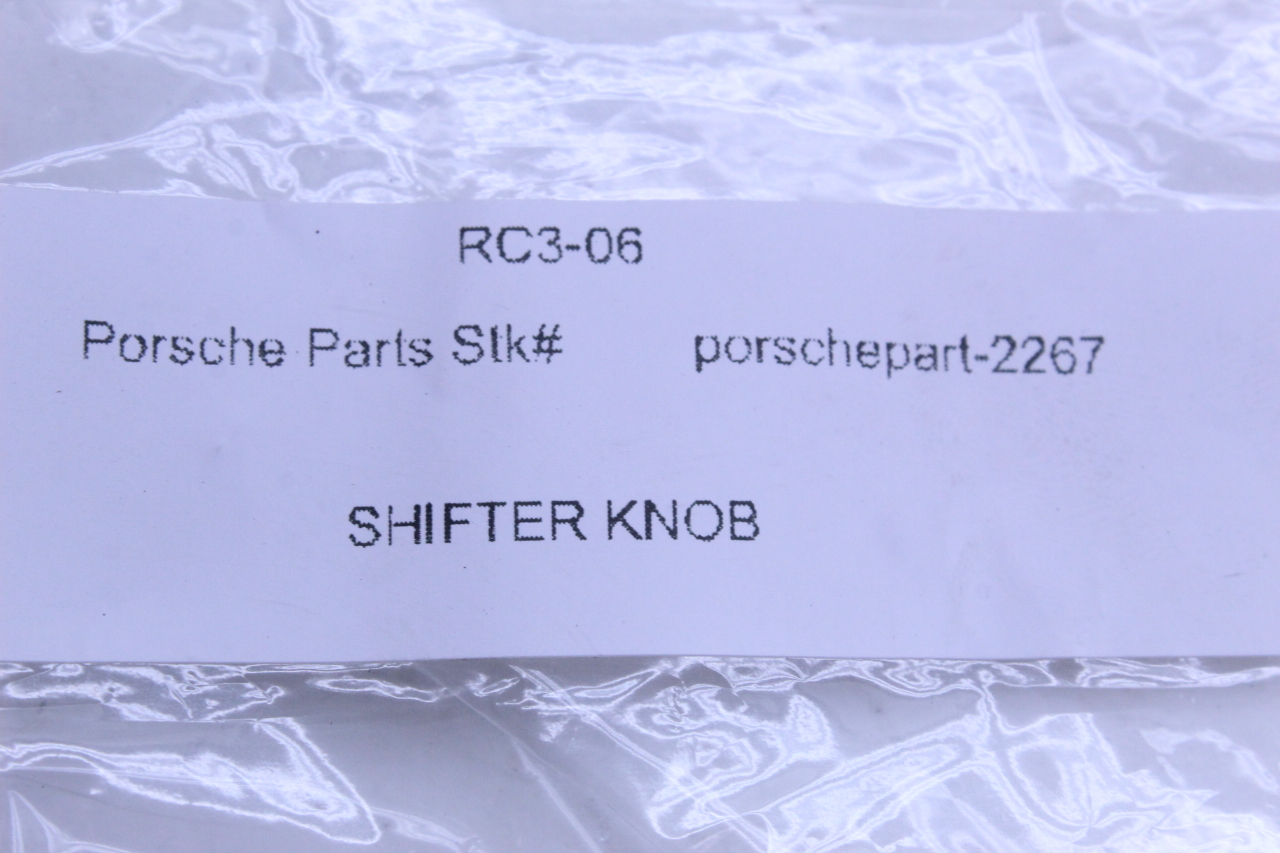 RC3-06
Porsche Parts Stk# porschepart-2267
SHIFTER KNOB